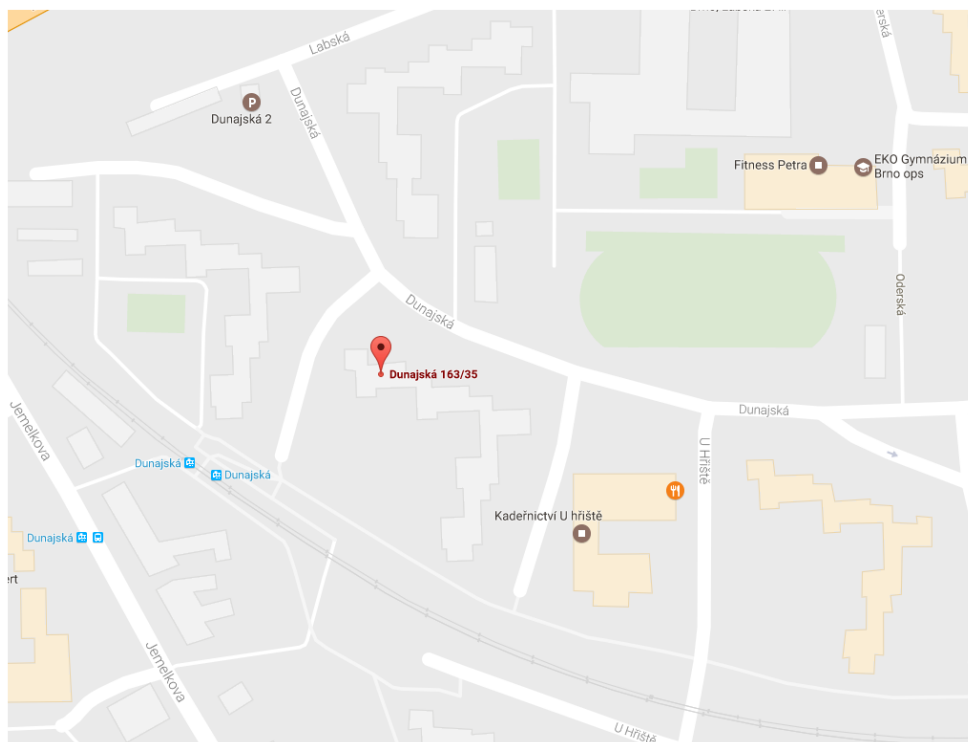 Labská
Dunajská
Dunajská 2
Fitness Petra
EKO Gymnázium
Brno ops
Oderská
Dunajská
Dunajská 163/35
Dunajská
Jemelkova
U Hřiště
Dunajská
Dunajská
Kadeřnictví U hřiště
Dunajská
Jemelkova
U Hřiště